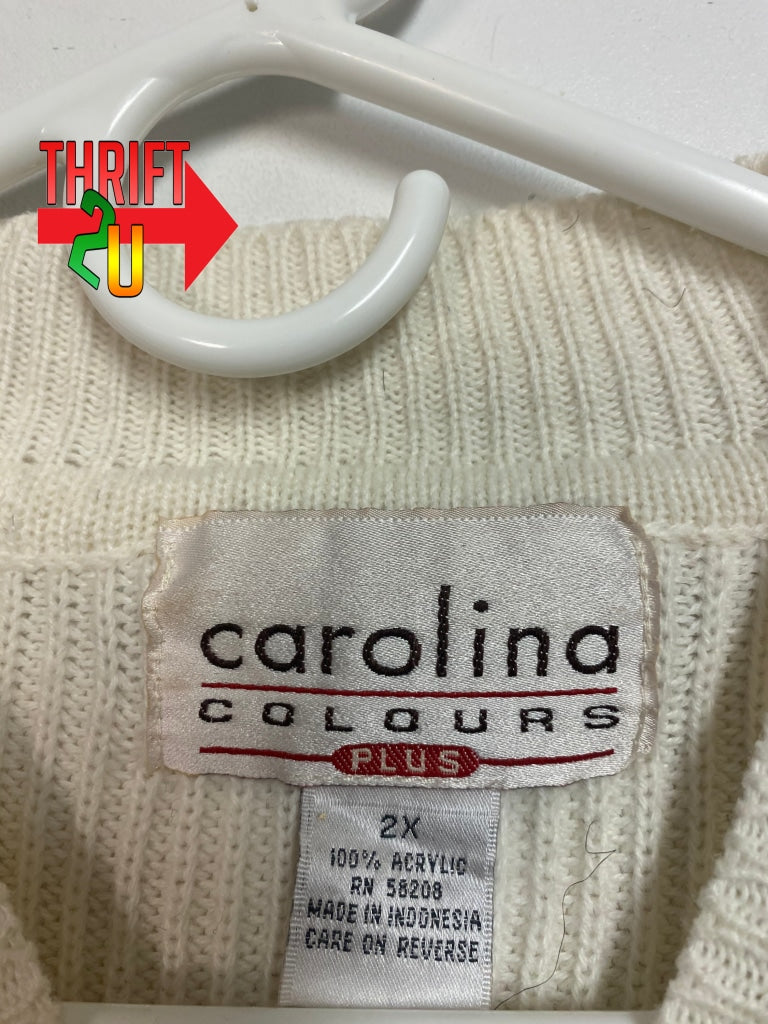 THRIFT
2U
carolina
COLOURS
PLUS
2X
100% ACRYLIC
RN 58208
MADE IN INDONESIA
CARE ON REVERSE